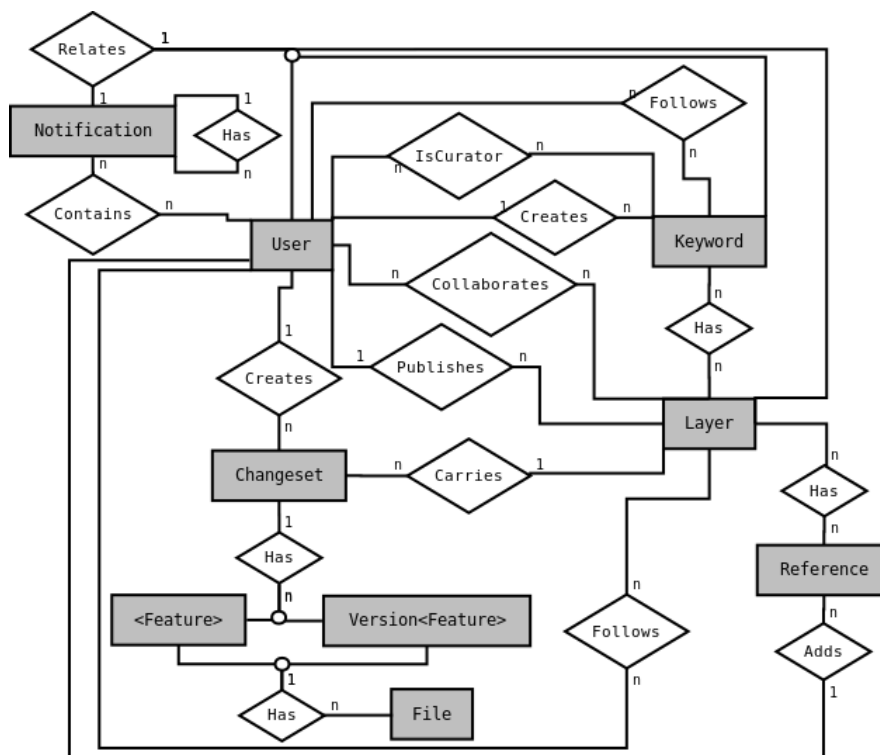 Relates
1
1
Notification
1
Has
n
n
Contains
n
n
Follows
n
n
IsCurator
n
1
Creates
n
User
Keyword
n
Collaborates
n
n
Has
n
1
Creates
n
1
Publishes
n
Layer
Changeset
n
Carries
1
n
Has
n
1
Has
n
Reference
<Feature>
Version<Feature>
n
Follows
n
n
Adds
1
1
Has
n
File